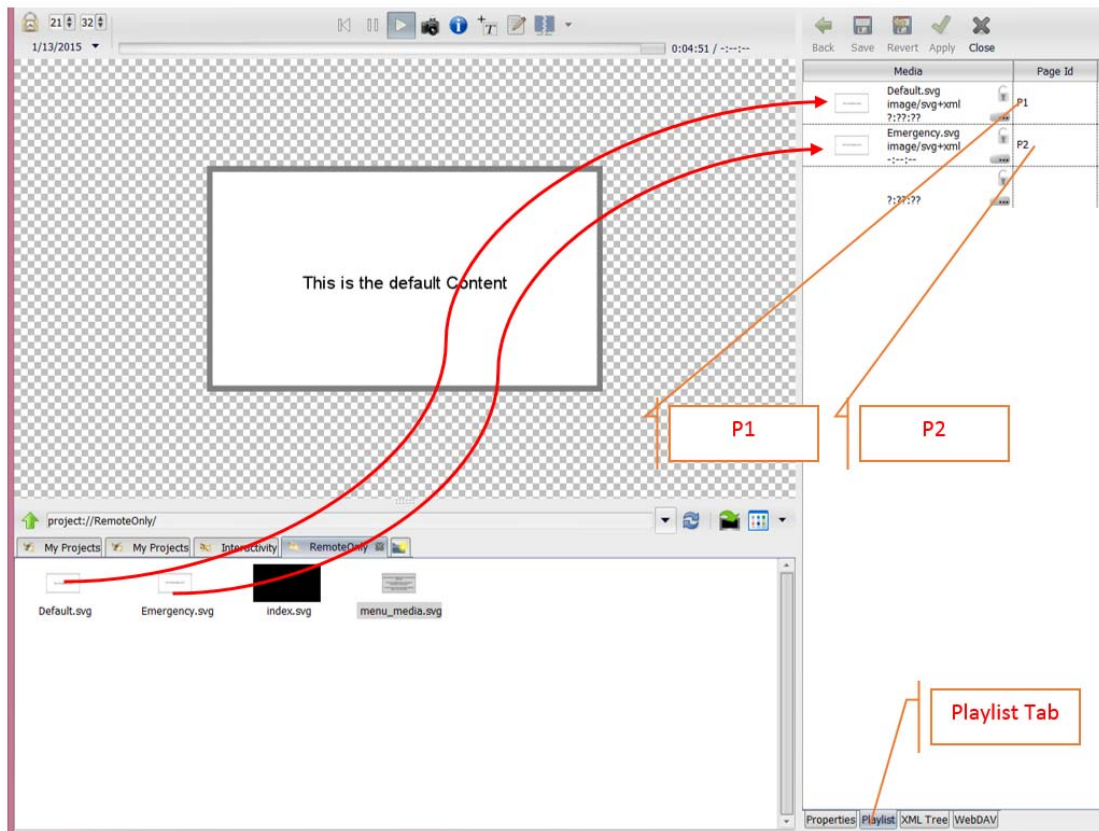 21 32
1/13/2015
0:04:51 / -:--:--
Back Save Revert Apply Close
Media Page Id
Default.svg
image/svg+xml
?:??:??
P1
Emergency.svg
image/svg+xml
-:--:--
P2
?:??:??
This is the default Content
P1
P2
project://RemoteOnly/
My Projects My Projects Interactivity RemoteOnly
Default.svg Emergency.svg index.svg menu_media.svg
Playlist Tab
Properties Playlist XML Tree WebDAV